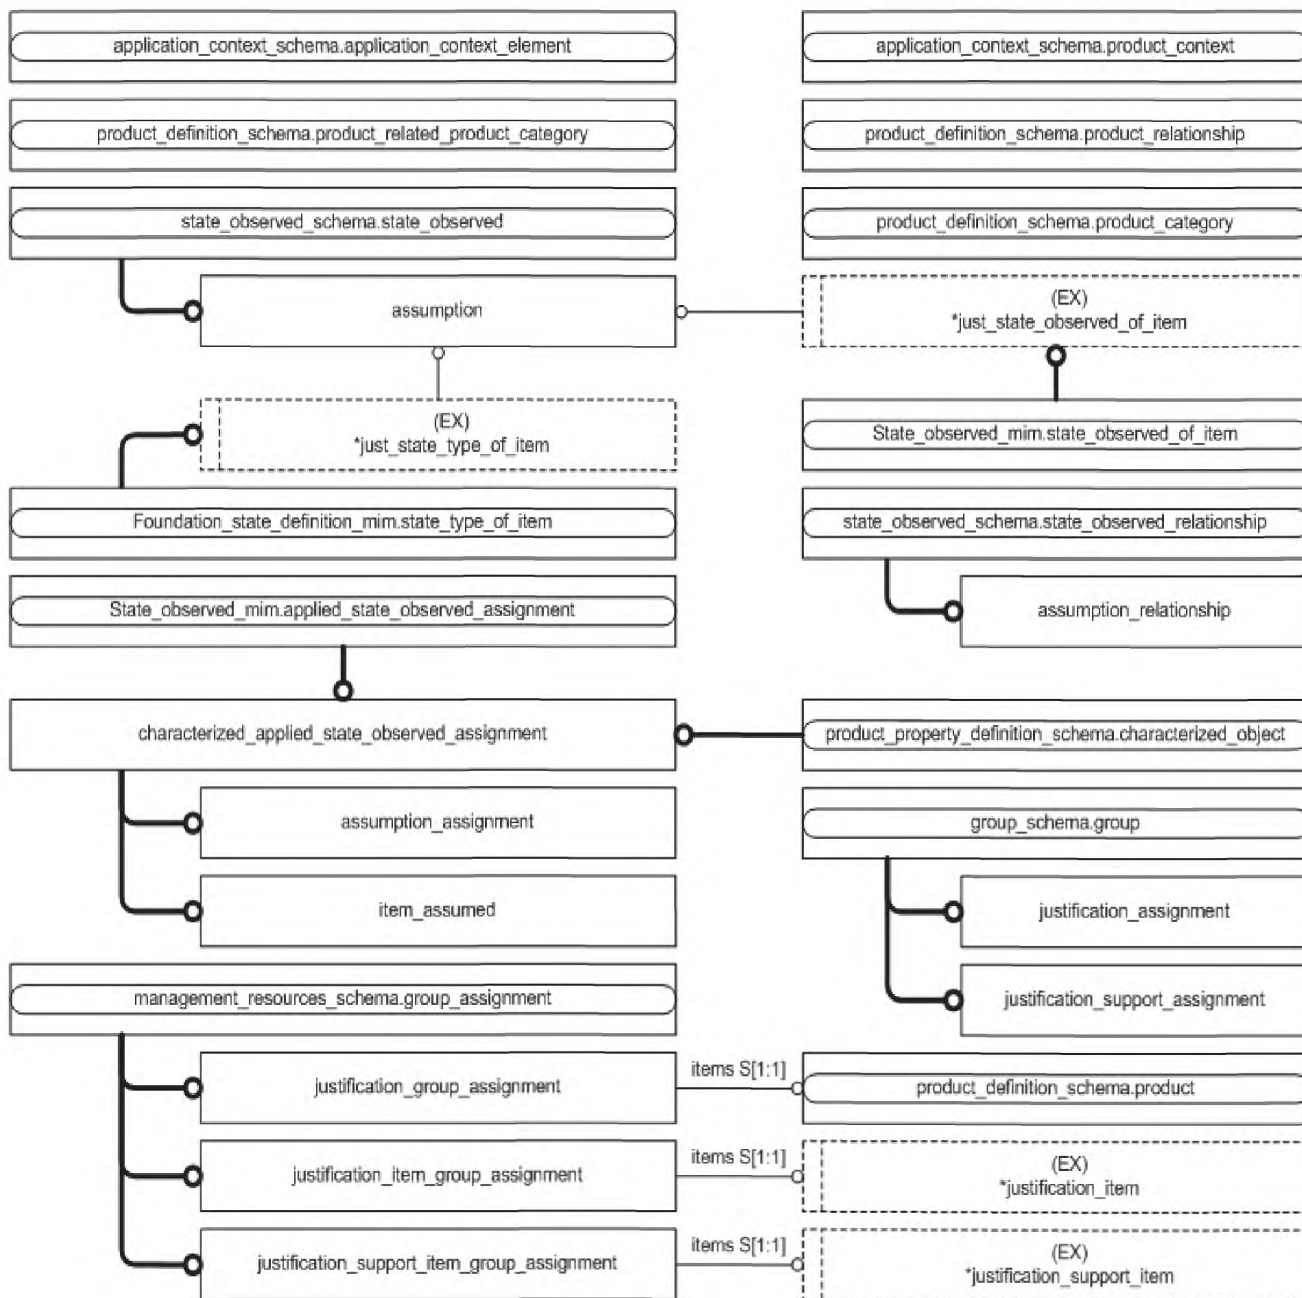 application_context_schema.application_context_element
application_context_schema.product_context
product_definition_schema.product_related_product_category
product_definition_schema.product_relationship
state_observed_schema.state_observed
product_definition_schema.product_category
assumption
(EX)
*just_state_observed_of_item
(EX)
*just_state_type_of_item
State_observed_mim.state_observed_of_item
Foundation_state_definition_mim.state_type_of_item
state_observed_schema.state_observed_relationship
State_observed_mim.applied_state_observed_assignment
assumption_relationship
characterized_applied_state_observed_assignment
product_property_definition_schema.characterized_object
assumption_assignment
group_schema.group
item_assumed
justification_assignment
management_resources_schema.group_assignment
justification_support_assignment
justification_group_assignment
items S[1:1]
product_definition_schema.product
justification_item_group_assignment
items S[1:1]
(EX)
*justification_item
justification_support_item_group_assignment
items S[1:1]
(EX)
*justification_support_item